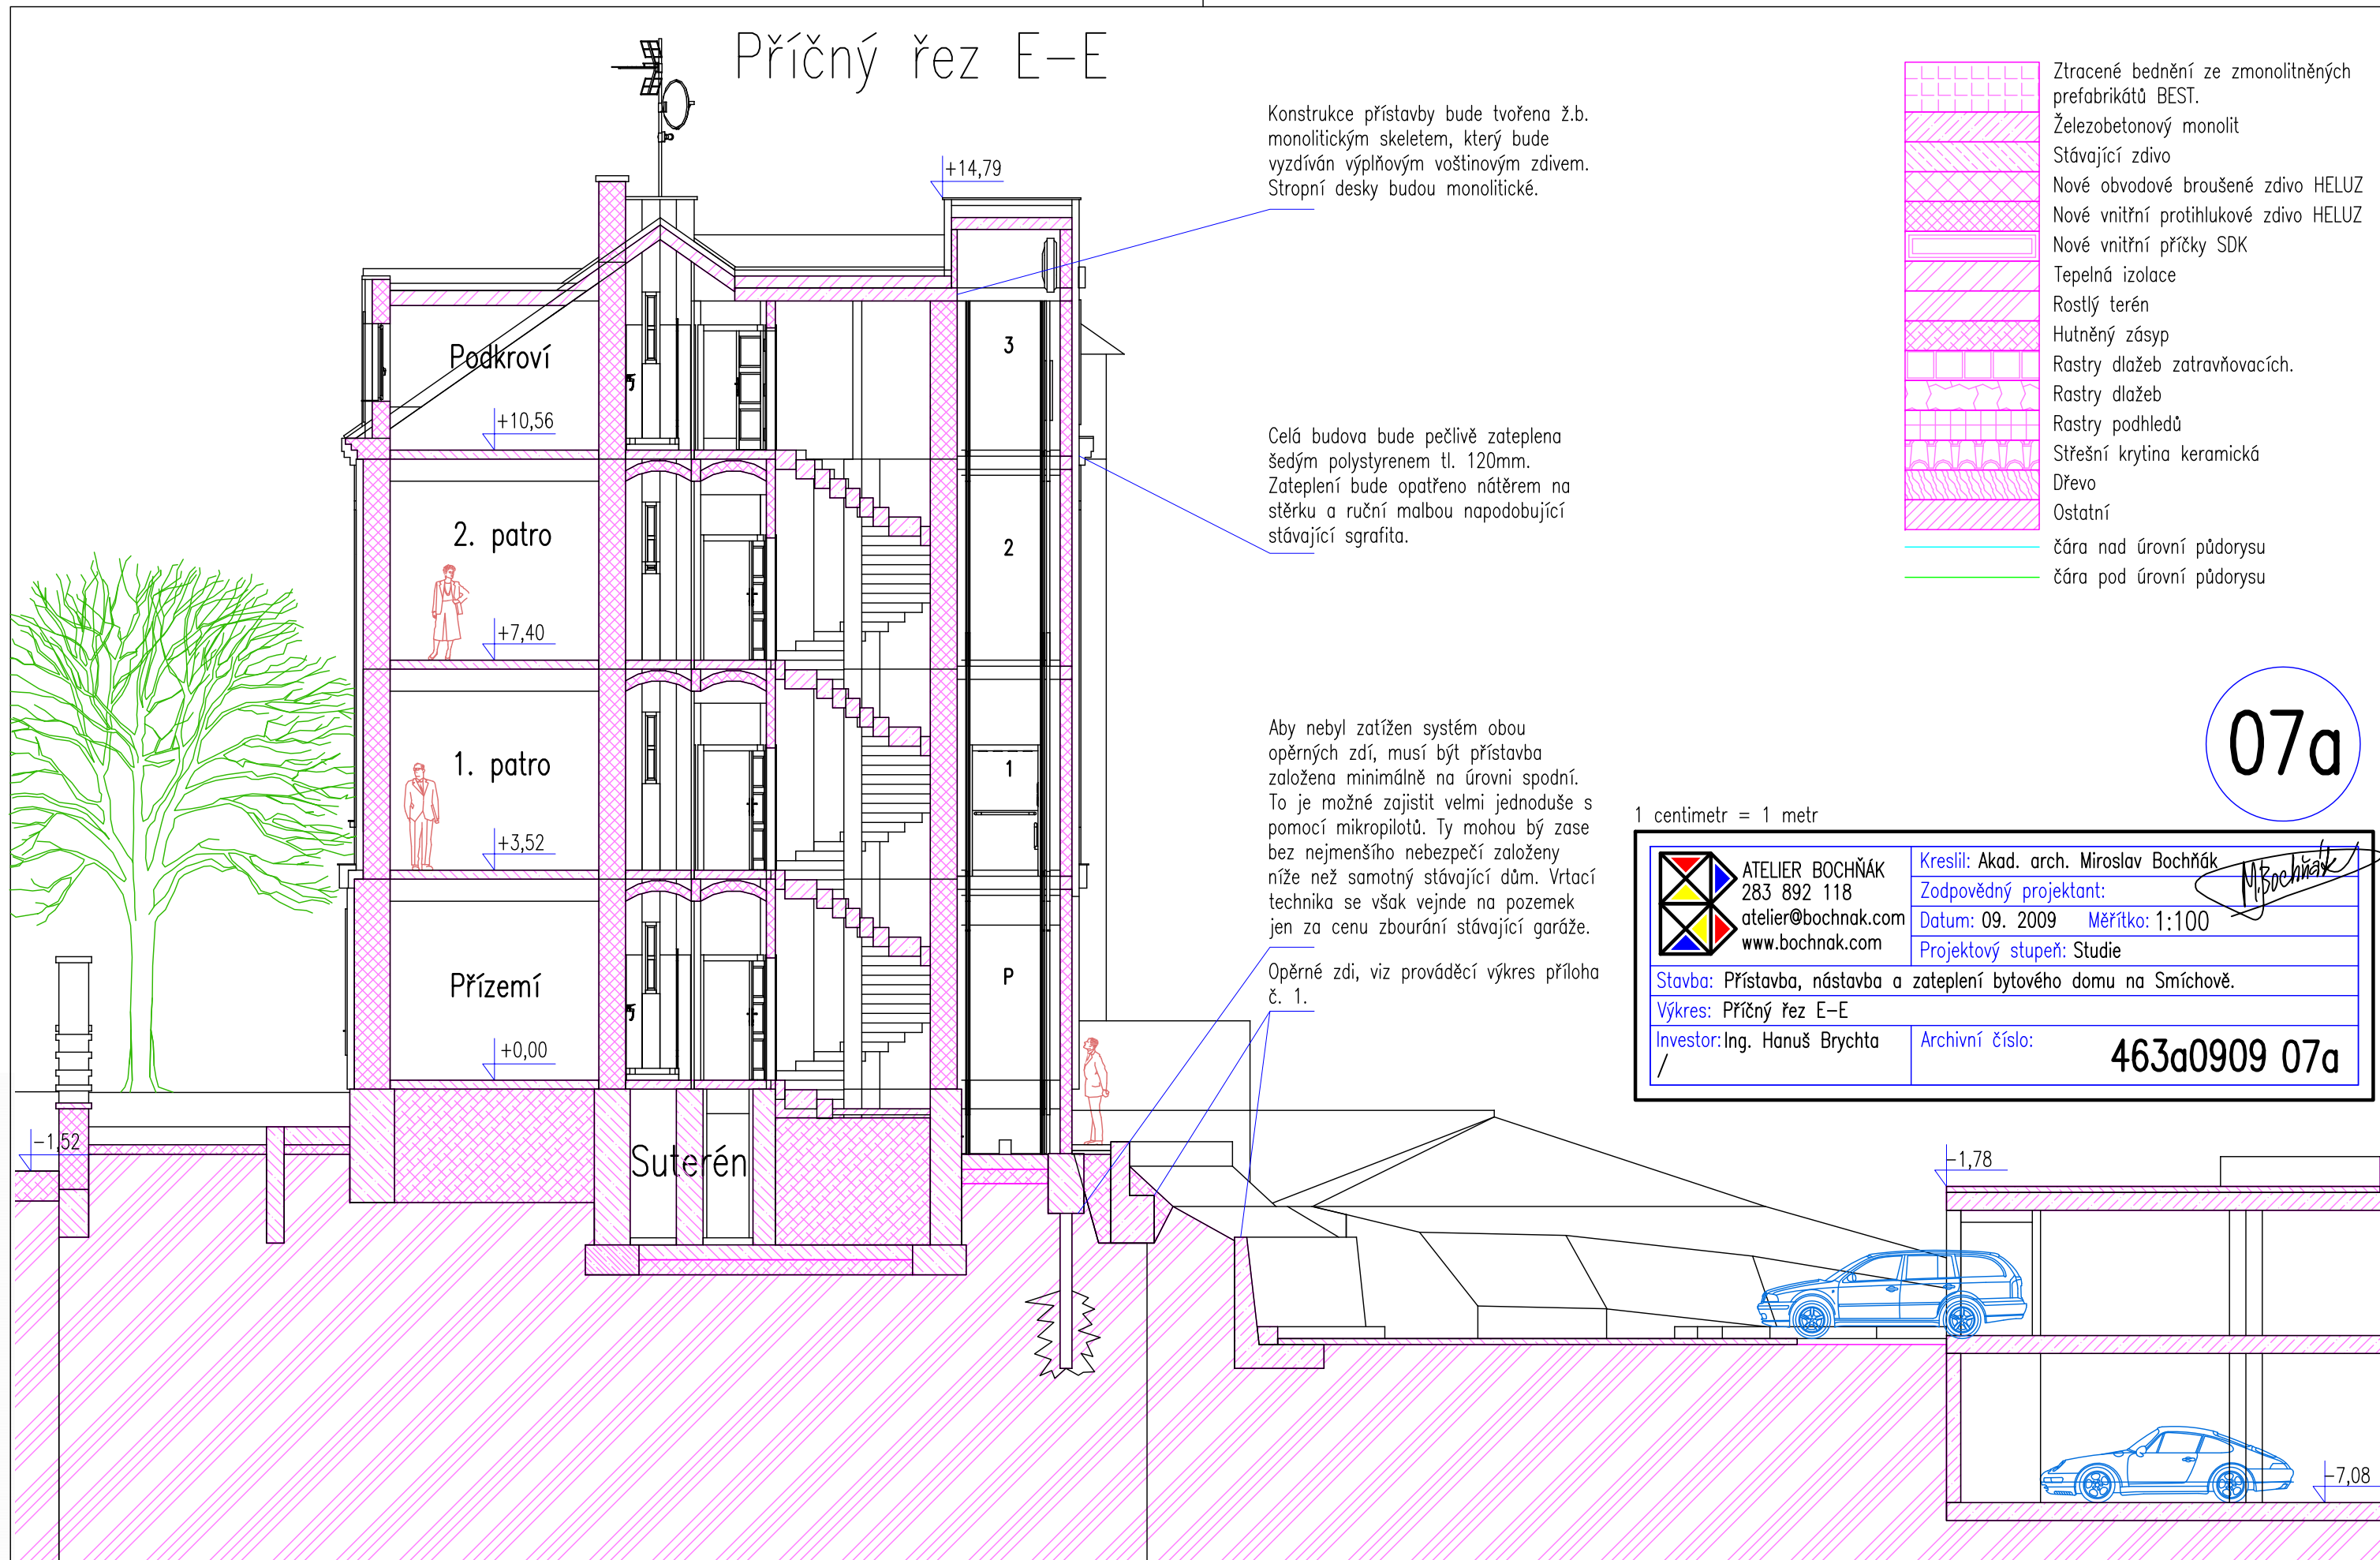 Příčný řez E–E
Konstrukce přístavby bude tvořena ž.b.
monolitickým skeletem, který bude
vyzdíván výplňovým voštinovým zdivem.
Stropní desky budou monolitické.
+14,79
Ztracené bednění ze zmonolitněných
prefabrikátů BEST.
Železobetonový monolit
Stávající zdivo
Nové obvodové broušené zdivo HELUZ
Nové vnitřní protihlukové zdivo HELUZ
Nové vnitřní příčky SDK
Tepelná izolace
Rostlý terén
Hutněný zásyp
Rastry dlažeb zatravňovacích.
Rastry dlažeb
Rastry podhledů
Střešní krytina keramická
Dřevo
Ostatní
čára nad úrovní půdorysu
čára pod úrovní půdorysu
Podkroví
3
+10,56
Celá budova bude pečlivě zateplena
šedým polystyrenem tl. 120mm.
Zateplení bude opatřeno nátěrem na
stěrku a ruční malbou napodobující
stávající sgrafita.
2. patro
2
+7,40
Aby nebyl zatížen systém obou
opěrných zdí, musí být přístavba
založena minimálně na úrovni spodní.
To je možné zajistit velmi jednoduše s
pomocí mikropilotů. Ty mohou bý zase
bez nejmenšího nebezpečí založeny
níže než samotný stávající dům. Vrtací
technika se však vejnde na pozemek
jen za cenu zbourání stávající garáže.
Opěrné zdi, viz prováděcí výkres příloha
č. 1.
1. patro
1
+3,52
Přízemí
P
+0,00
Suterén
-1,52
-1,78
-7,08
07a
1 centimetr = 1 metr
ATELIER BOCHŇÁK
283 892 118
atelier@bochnak.com
www.bochnak.com
Kreslil: Akad. arch. Miroslav Bochňák
M.Bochňák
Zodpovědný projektant:
Datum: 09. 2009 Měřítko: 1:100
Projektový stupeň: Studie
Stavba: Přístavba, nástavba a zateplení bytového domu na Smíchově.
Výkres: Příčný řez E–E
Investor: Ing. Hanuš Brychta
/
Archivní číslo:
463a0909 07a